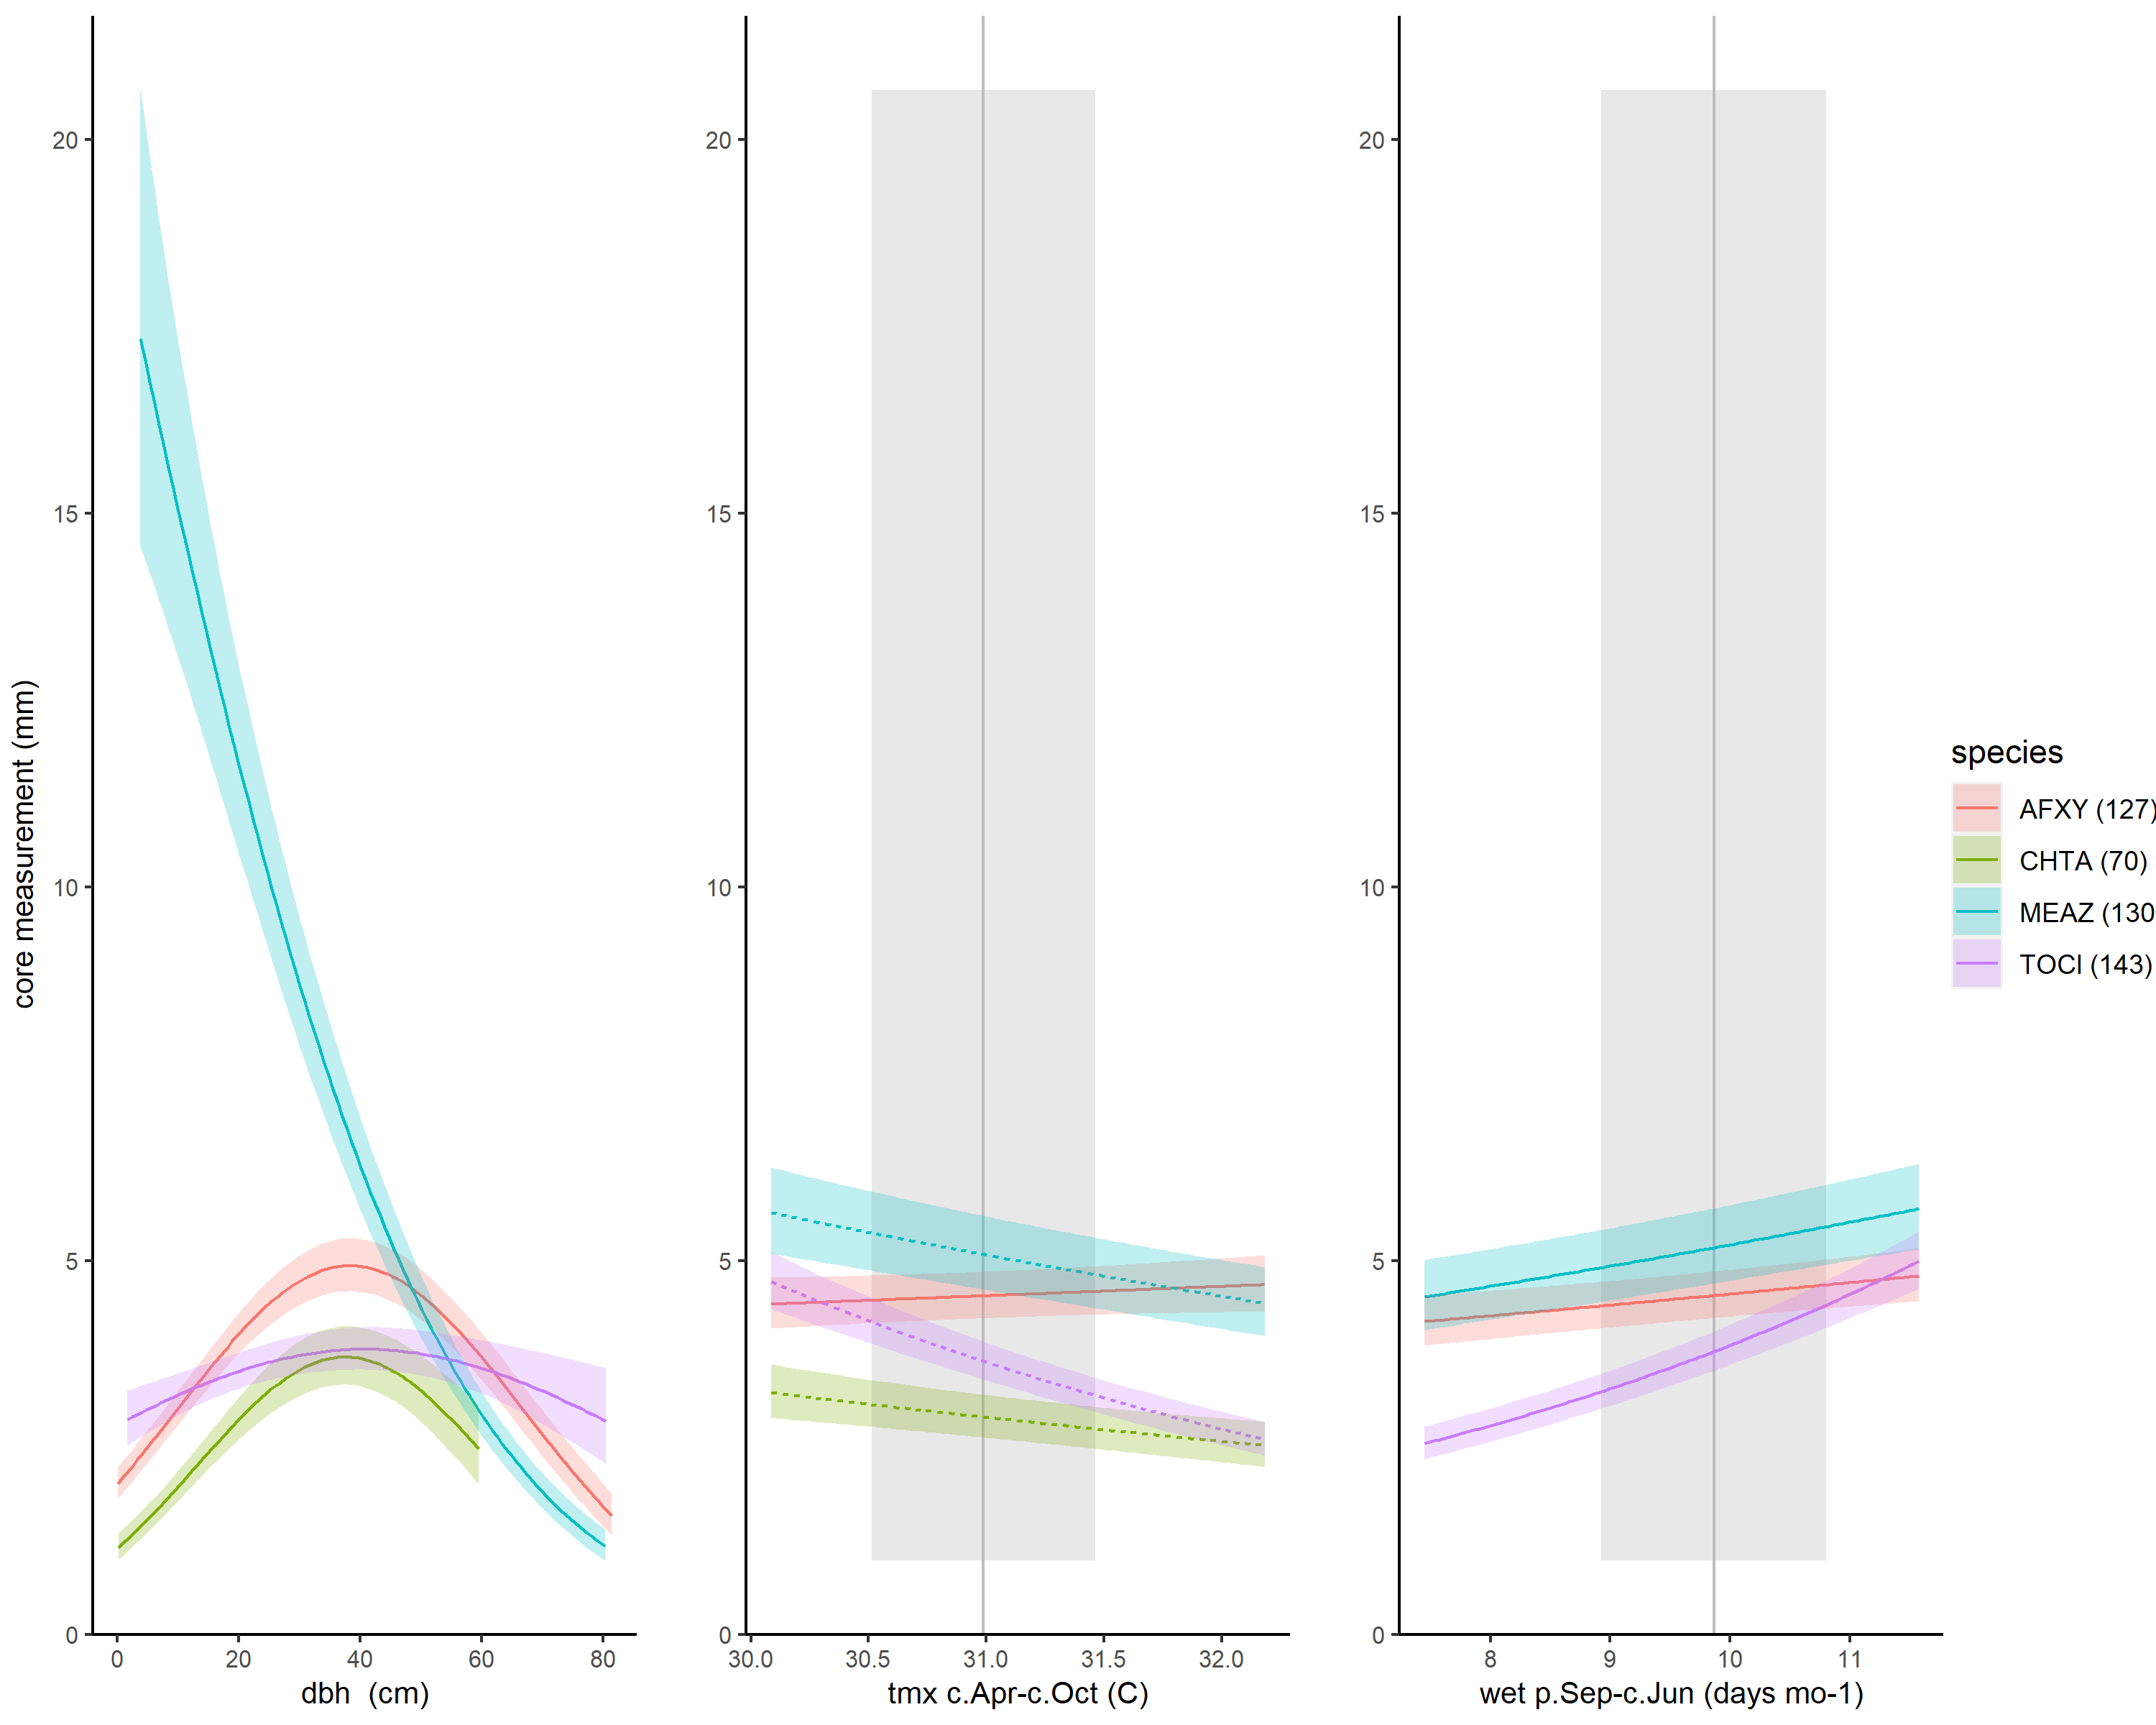 core measurement (mm)
20
15
10
5
0
0 20 40 60 80
dbh (cm)
20
15
10
5
0
30.0 30.5 31.0 31.5 32.0
tmx c.Apr-c.Oct (C)
20
15
10
5
0
8 9 10 11
wet p.Sep-c.Jun (days mo-1)
species
AFXY (127)
CHTA (70)
MEAZ (130
TOCI (143)